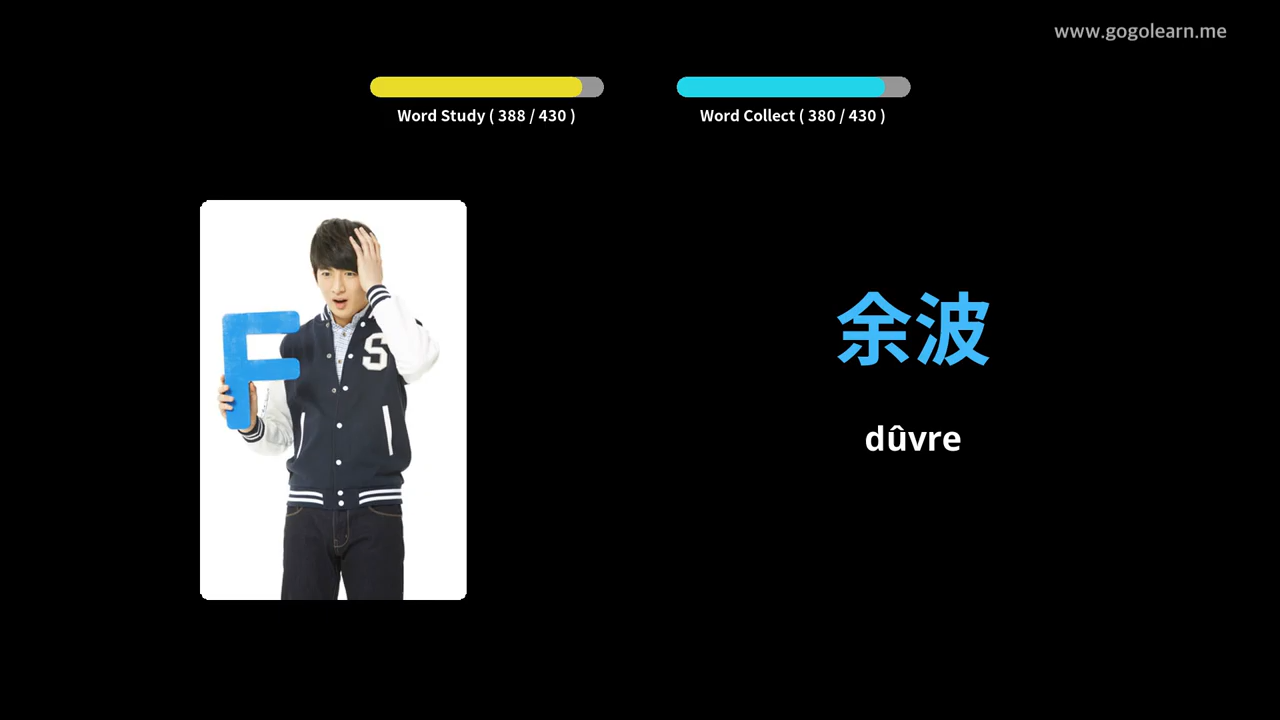 www.gogolearn.me
Word Study ( 388 / 430 )
Word Collect ( 380 / 430 )
F
S
余波
dûvre